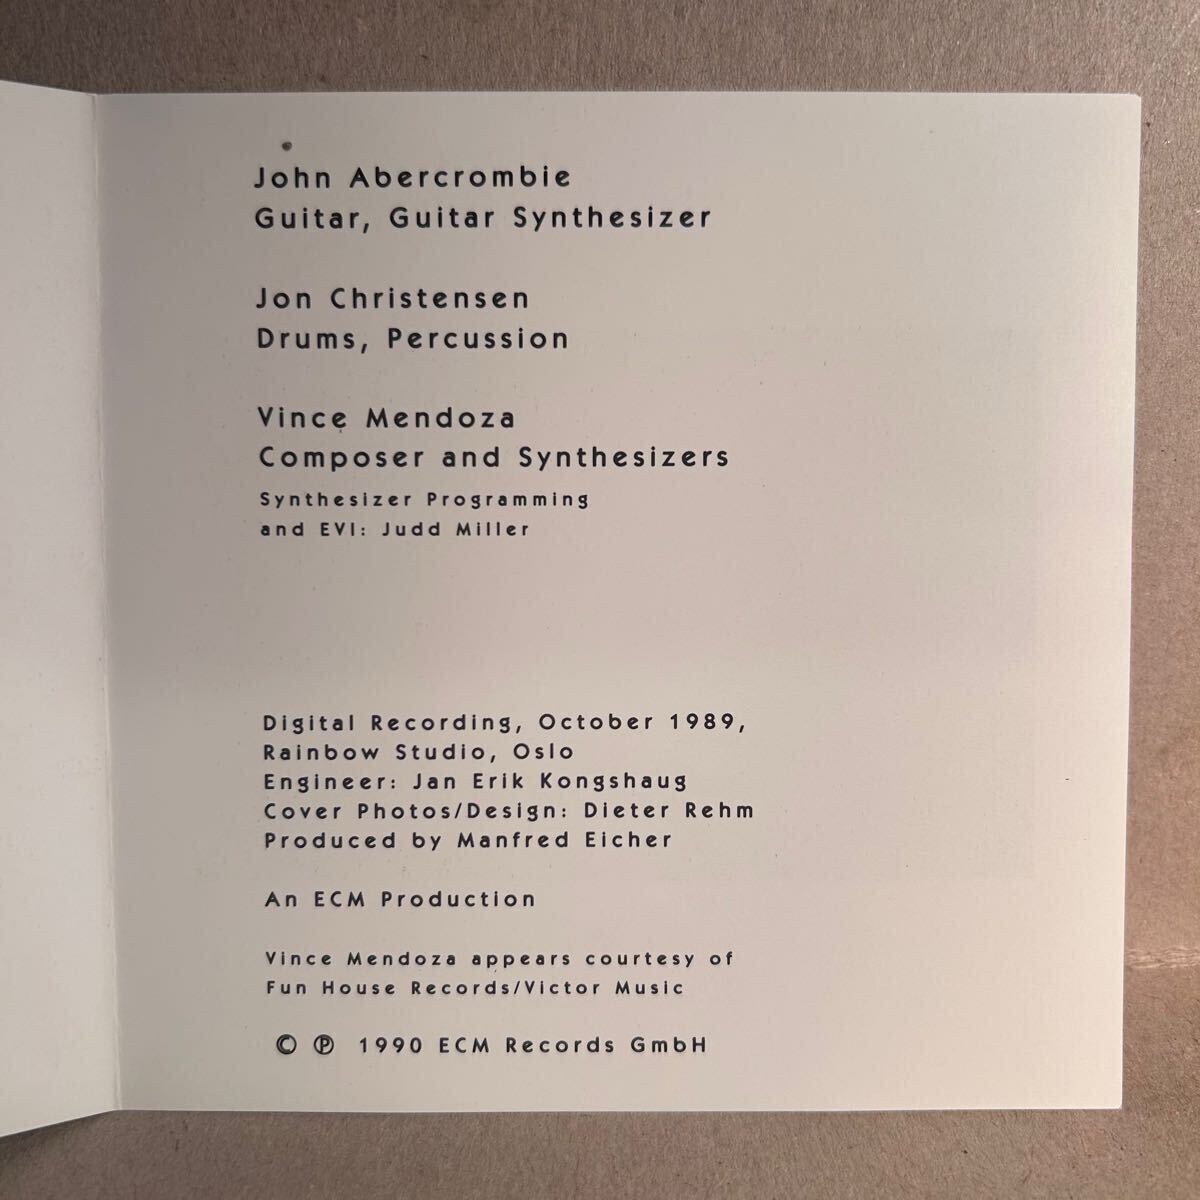 John Abercrombie
Guitar, Guitar Synthesizer
Jon Christensen
Drums, Percussion
Vince Mendoza
Composer and Synthesizers
Synthesizer Programming
and EVI: Judd Miller
Digital Recording, October 1989,
Rainbow Studio, Oslo
Engineer: Jan Erik Kongshaug
Cover Photos/Design: Dieter Rehm
Produced by Manfred Eicher
An ECM Production
Vince Mendoza appears courtesy of
Fun House Records/Victor Music
© ℗ 1990 ECM Records GmbH